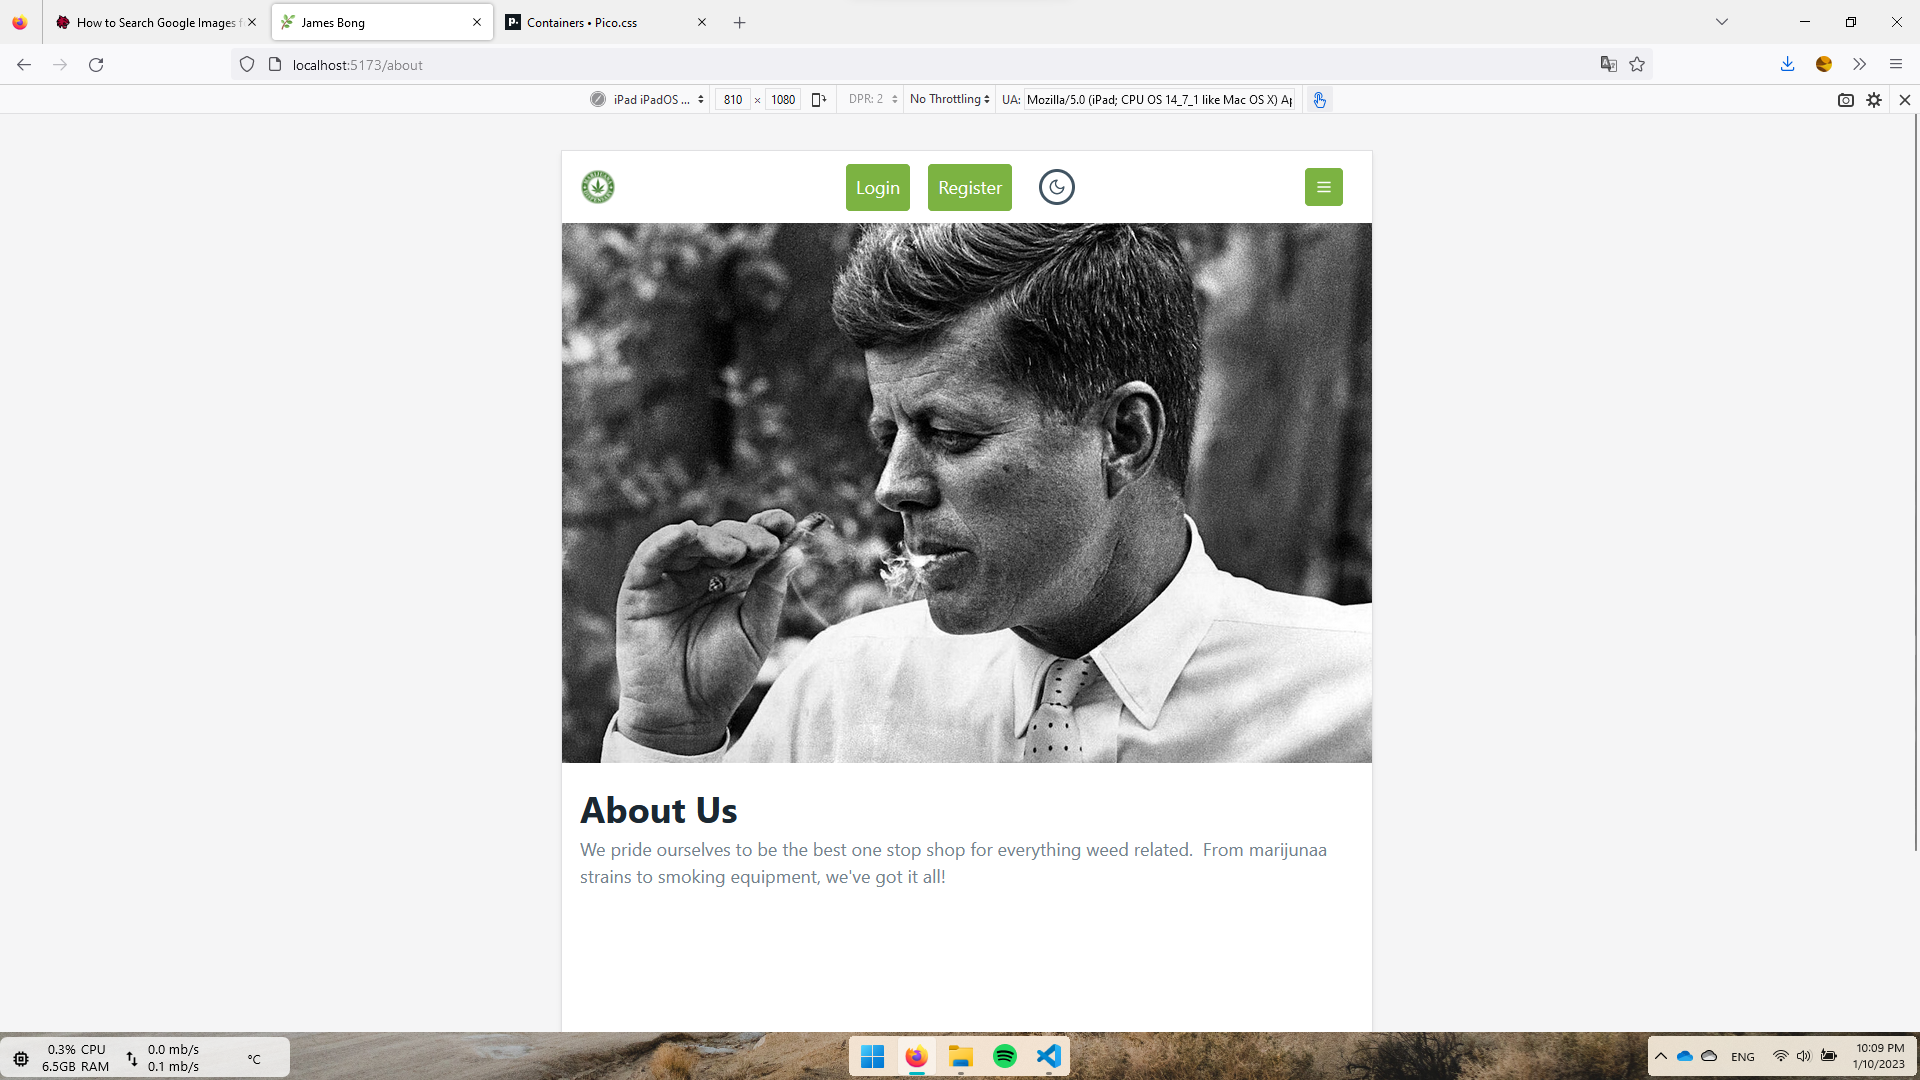 How to Search Google Images f
James Bong
Containers • Pico.css
localhost:5173/about
iPad iPadOS ...
810 × 1080
DPR: 2
No Throttling
UA: Mozilla/5.0 (iPad; CPU OS 14_7_1 like Mac OS X) Ap
Login
Register
About Us
We pride ourselves to be the best one stop shop for everything weed related.  From marijunaa
strains to smoking equipment, we've got it all!
0.3% CPU
6.5GB RAM
0.0 mb/s
0.1 mb/s
°C
ENG
10:09 PM
1/10/2023